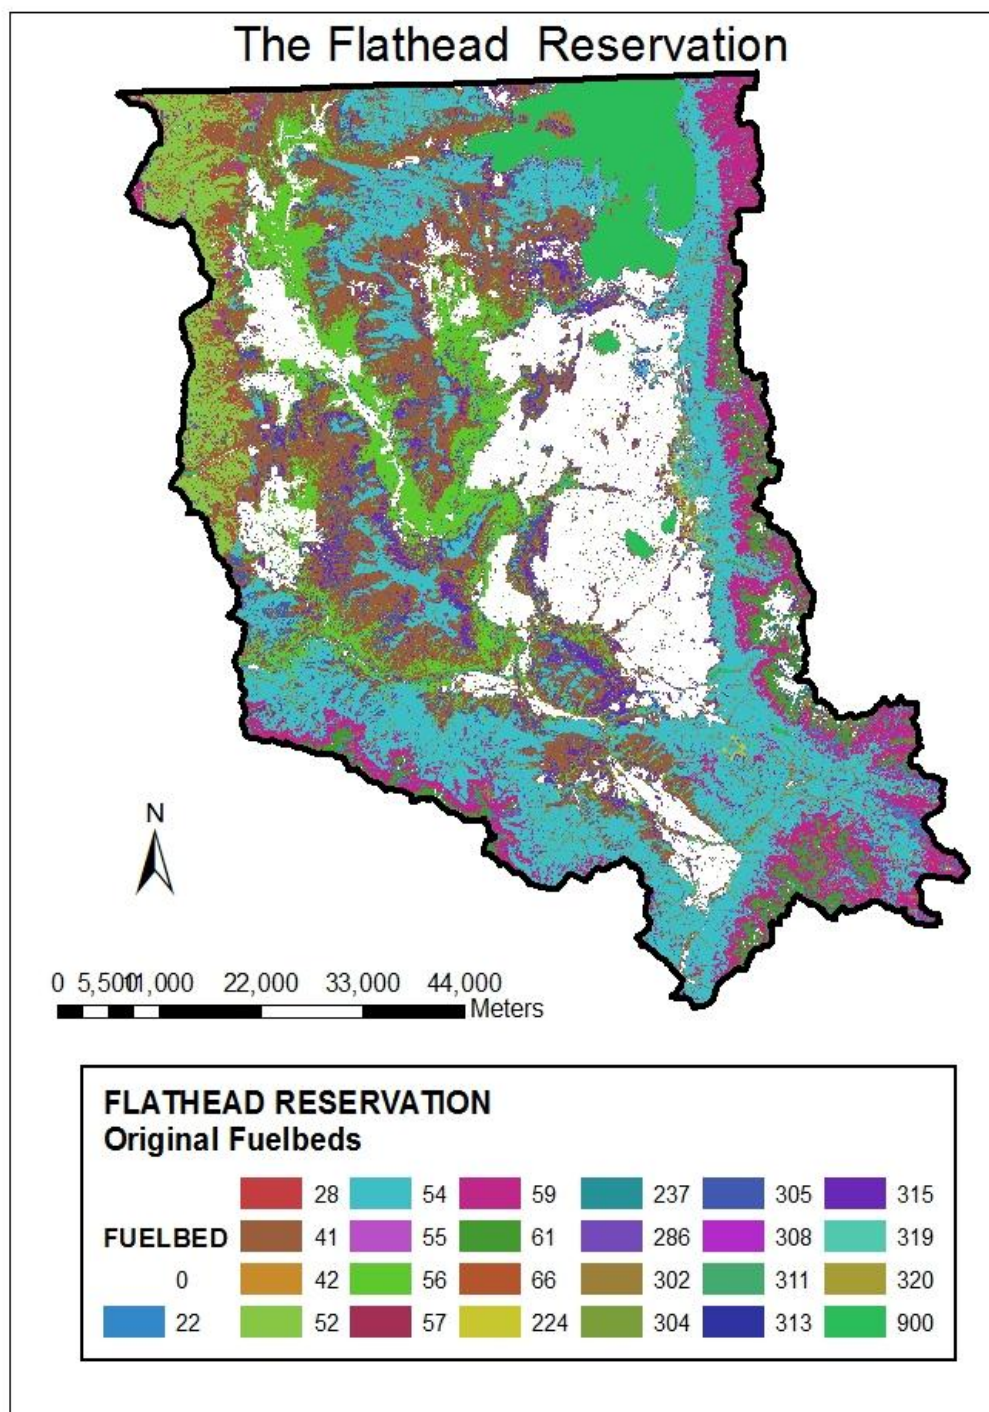 The Flathead Reservation
N
0 5,500 11,000 22,000 33,000 44,000
Meters
FLATHEAD RESERVATION
Original Fuelbeds
28 54 59 237 305 315
FUELBED 41 55 61 286 308 319
0 42 56 66 302 311 320
22 52 57 224 304 313 900